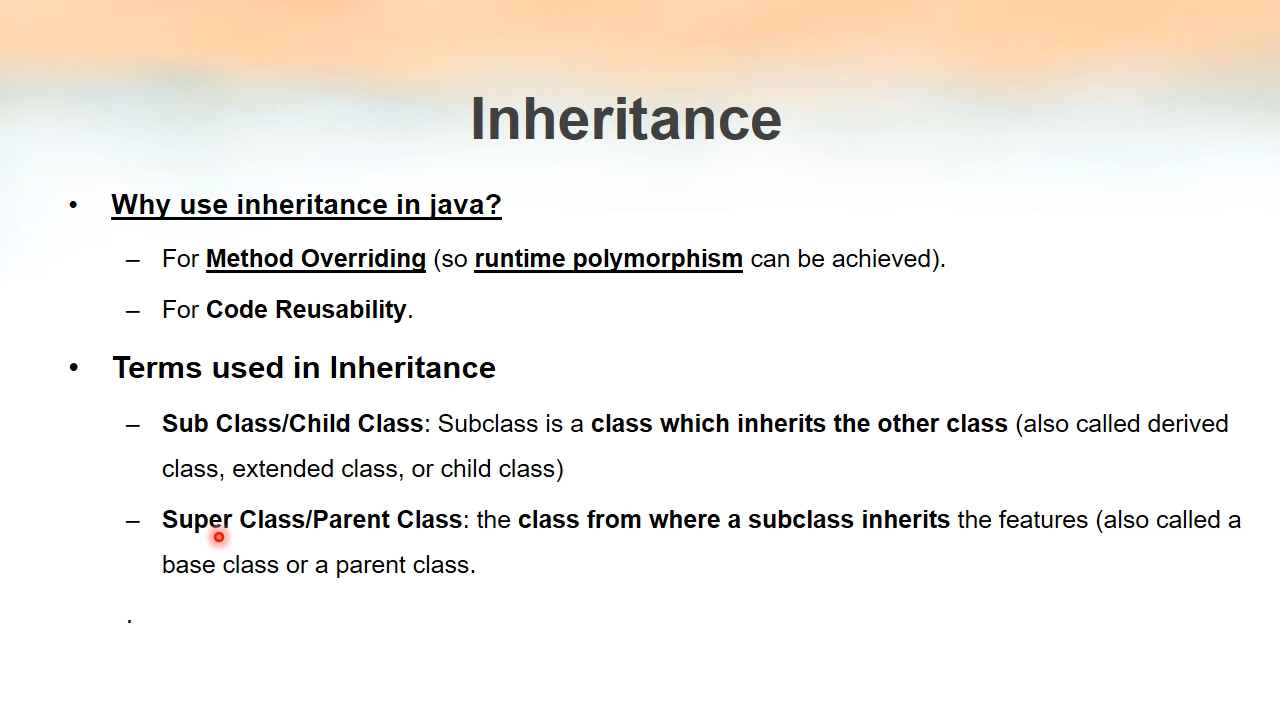 Inheritance
• Why use inheritance in java?
– For Method Overriding (so runtime polymorphism can be achieved).
– For Code Reusability.
• Terms used in Inheritance
– Sub Class/Child Class: Subclass is a class which inherits the other class (also called derived
class, extended class, or child class)
– Super Class/Parent Class: the class from where a subclass inherits the features (also called a
base class or a parent class.
.